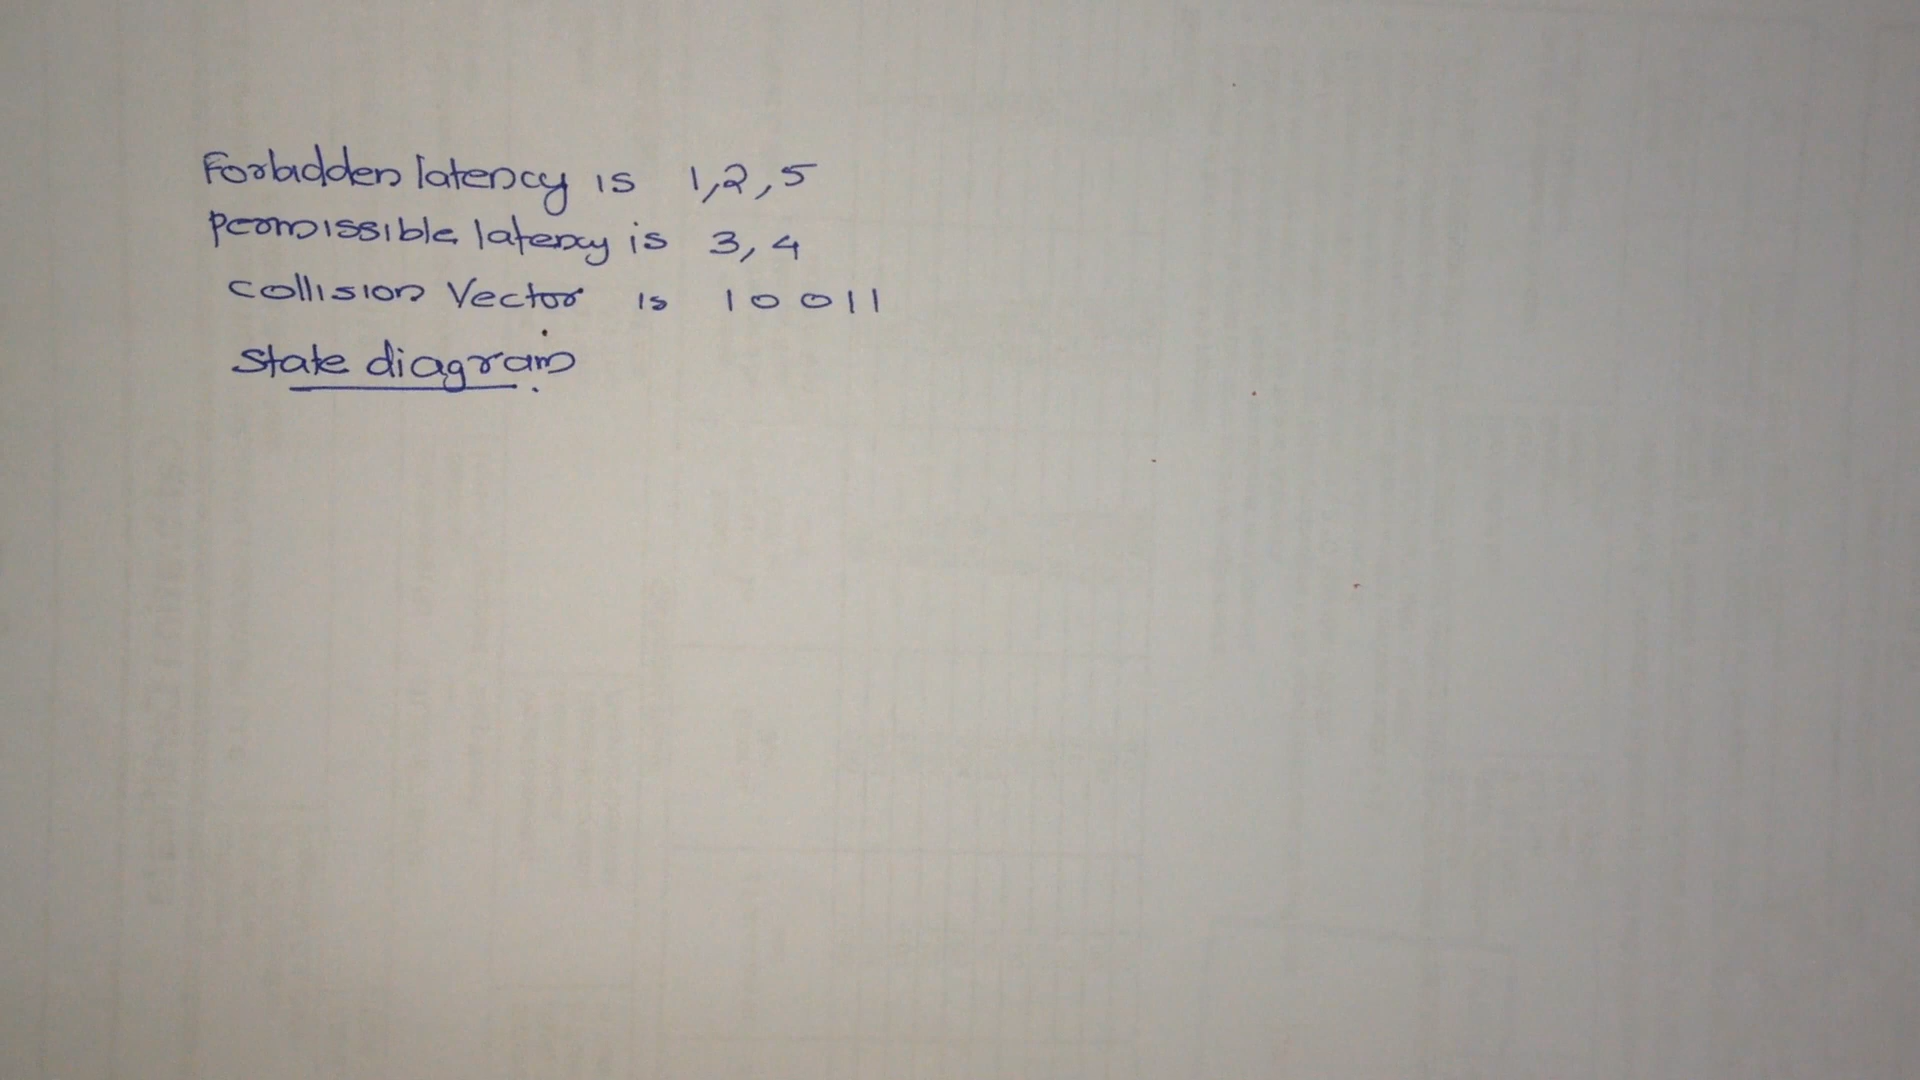 Forbidden latency is 1,2,5
permissible latency is 3,4
collision Vector is 10011
State diagram